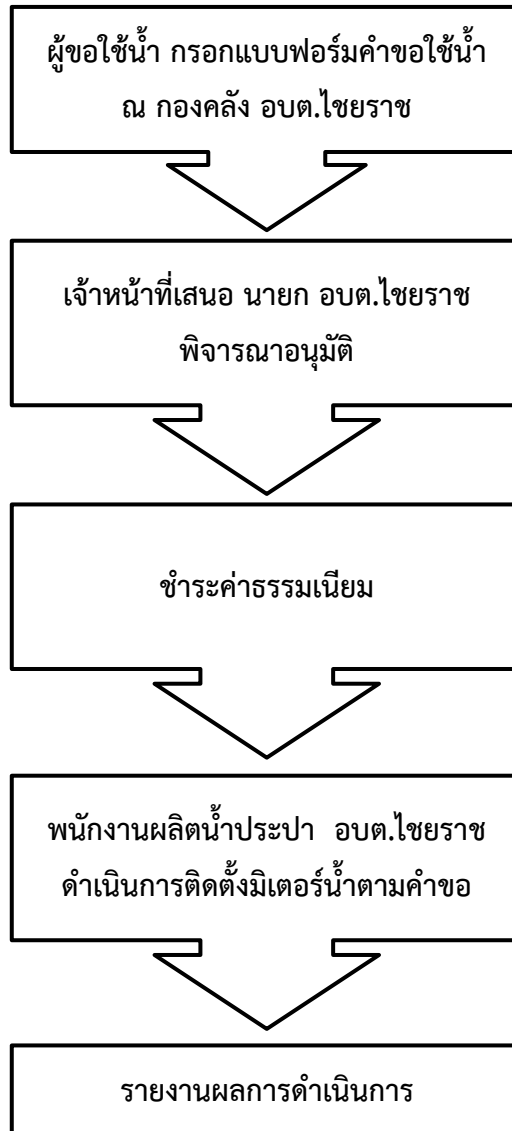 ผู้ขอใช้น้ำ กรอกแบบฟอร์มคำขอใช้น้ำ
ณ กองคลัง อบต.ไชยราช
เจ้าหน้าที่เสนอ นายก อบต.ไชยราช
พิจารณาอนุมัติ
ชำระค่าธรรมเนียม
พนักงานผลิตน้ำประปา อบต.ไชยราช
ดำเนินการติดตั้งมิเตอร์น้ำตามคำขอ
รายงานผลการดำเนินการ